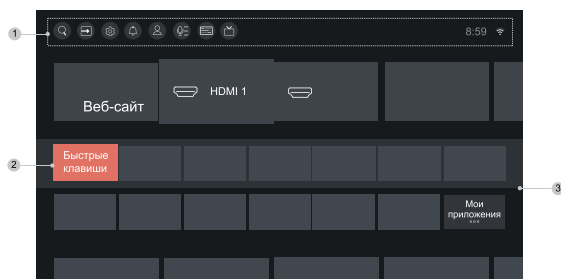 1
8:59
HDMI 1
Веб-сайт
2
Быстрые
клавиши
3
Мои
приложения